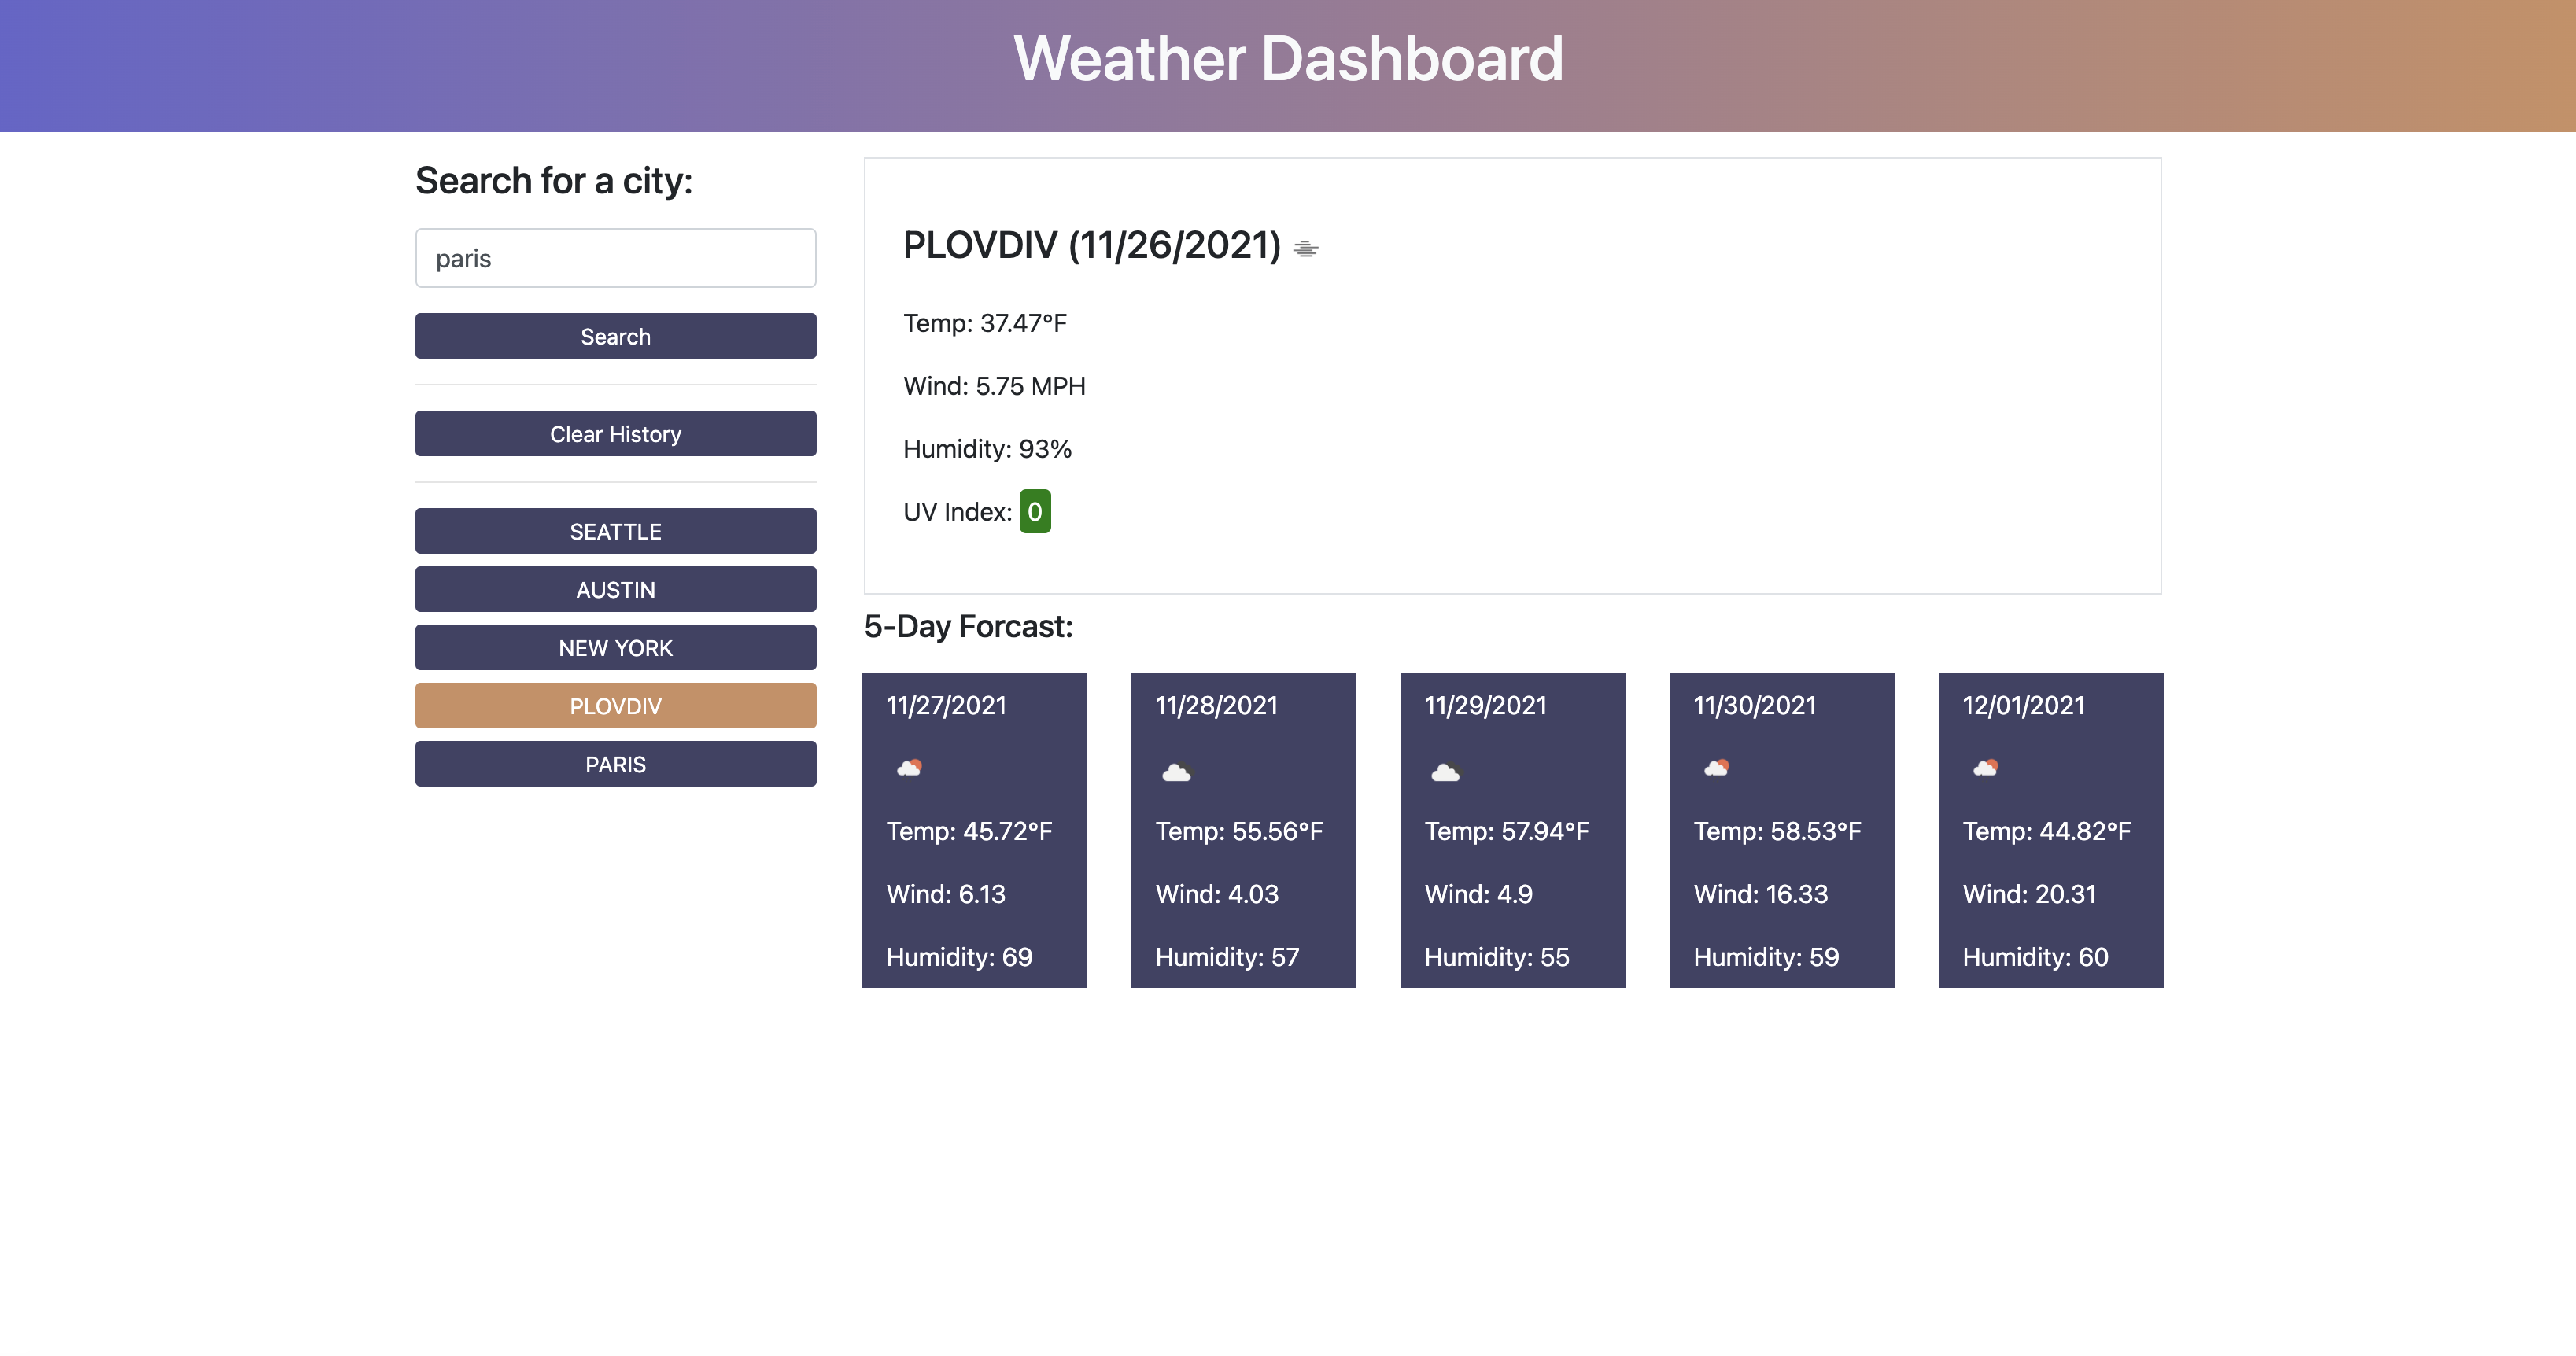 Weather Dashboard
Search for a city:
paris
Search
Clear History
SEATTLE
AUSTIN
NEW YORK
PLOVDIV
PARIS
PLOVDIV (11/26/2021)
Temp: 37.47°F
Wind: 5.75 MPH
Humidity: 93%
UV Index: 0
5-Day Forcast:
11/27/2021
Temp: 45.72°F
Wind: 6.13
Humidity: 69
11/28/2021
Temp: 55.56°F
Wind: 4.03
Humidity: 57
11/29/2021
Temp: 57.94°F
Wind: 4.9
Humidity: 55
11/30/2021
Temp: 58.53°F
Wind: 16.33
Humidity: 59
12/01/2021
Temp: 44.82°F
Wind: 20.31
Humidity: 60